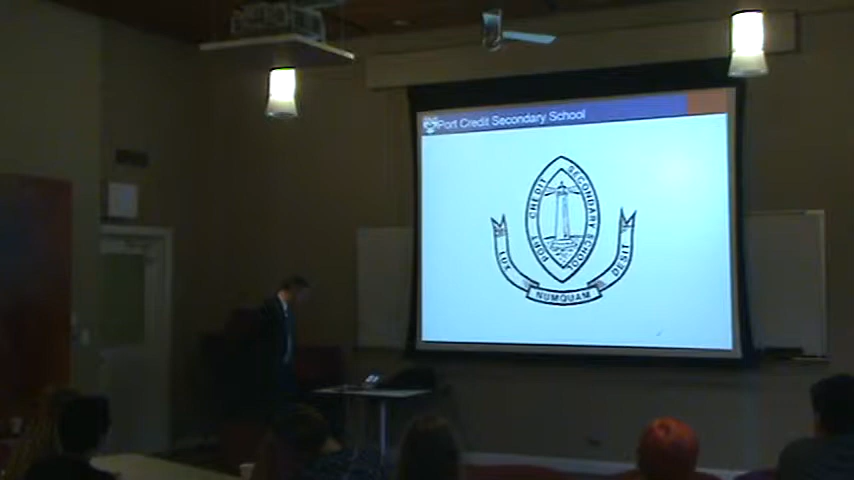 Port Credit Secondary School
PORT CREDIT SECONDARY SCHOOL
LUX NUMQUAM DESIT